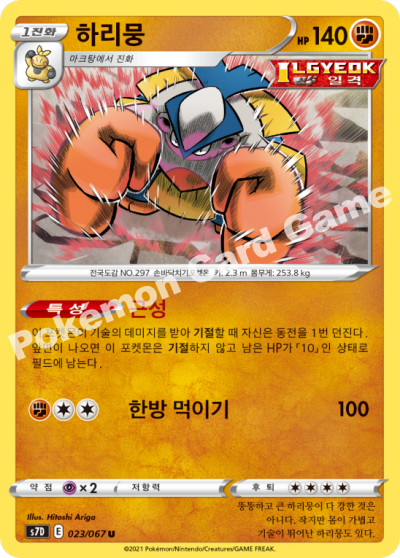 1진화
하리뭉
HP 140
마크탕에서 진화
ILGYEOK
일격
전국도감 NO.297 손바닥치기포켓몬 키: 2.3 m 몸무게: 253.8 kg
특성 근성
이 포켓몬이 기술의 데미지를 받아 기절할 때 자신은 동전을 1번 던진다.
앞면이 나오면 이 포켓몬은 기절하지 않고 남은 HP가 「10」인 상태로
필드에 남는다.
한방 먹이기 100
약점 ×2 저항력 후퇴
Illus. Hitoshi Ariga
s7D E 023/067 U
뚱뚱하고 큰 하리뭉이 다 강한 것은
아니다. 작지만 몸이 가볍고
기술이 뛰어난 하리뭉도 있다.
©2021 Pokémon/Nintendo/Creatures/GAME FREAK.
Pokémon Card Game